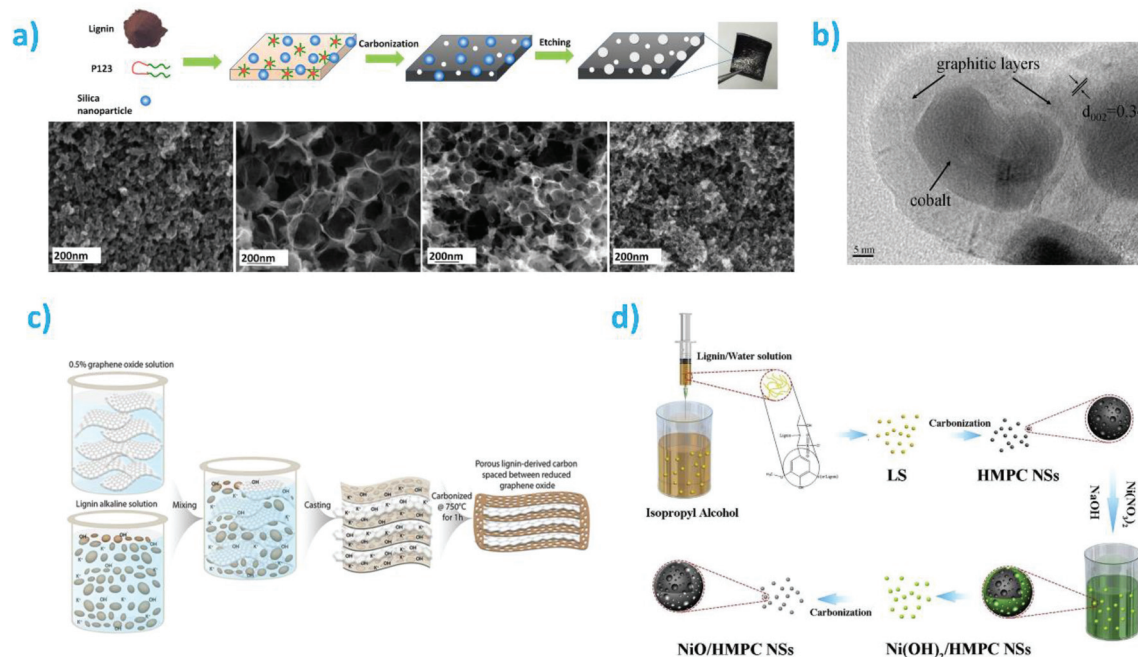 a)
Lignin
P123
Silica
nanoparticle
Carbonization
Etching
200nm
200nm
200nm
200nm
b)
graphitic layers
d002=0.3
cobalt
5 nm
c)
0.5% graphene oxide solution
Lignin alkaline solution
Mixing
Casting
Carbonized
@ 750°C
for 1h
Porous lignin-derived carbon
spaced between reduced
graphene oxide
d)
Lignin/Water solution
Isopropyl Alcohol
LS
Carbonization
HMPC NSs
Ni(NO3)2
NaOH
Ni(OH)2/HMPC NSs
Carbonization
NiO/HMPC NSs